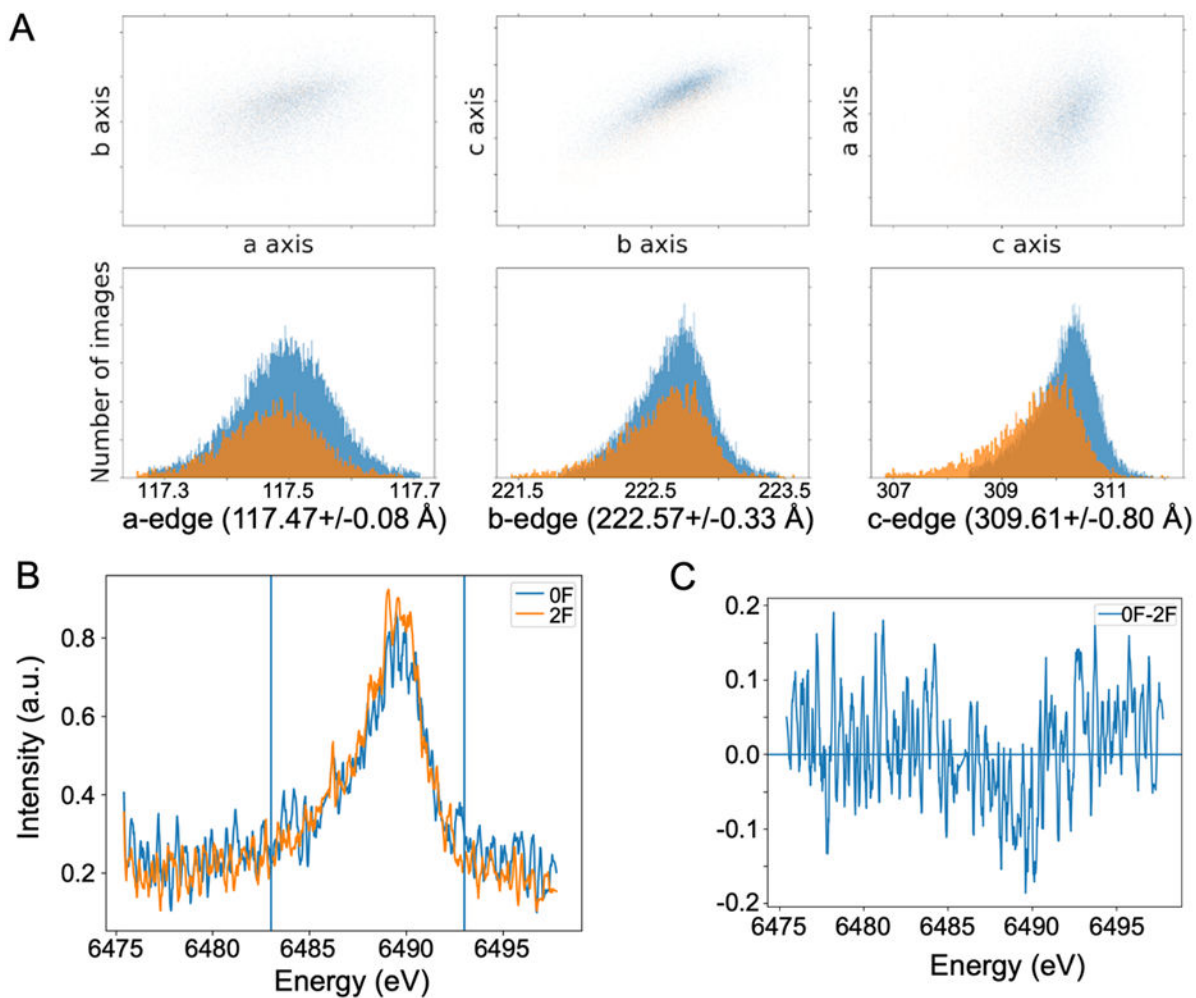 A
b axis
a axis
c axis
b axis
a axis
c axis
Number of images
117.3 117.5 117.7
a-edge (117.47+/-0.08 Å)
221.5 222.5 223.5
b-edge (222.57+/-0.33 Å)
307 309 311
c-edge (309.61+/-0.80 Å)
B
0F
2F
Intensity (a.u.)
0.8
0.6
0.4
0.2
6475 6480 6485 6490 6495
Energy (eV)
C
0F-2F
0.2
0.1
0.0
-0.1
-0.2
6475 6480 6485 6490 6495
Energy (eV)